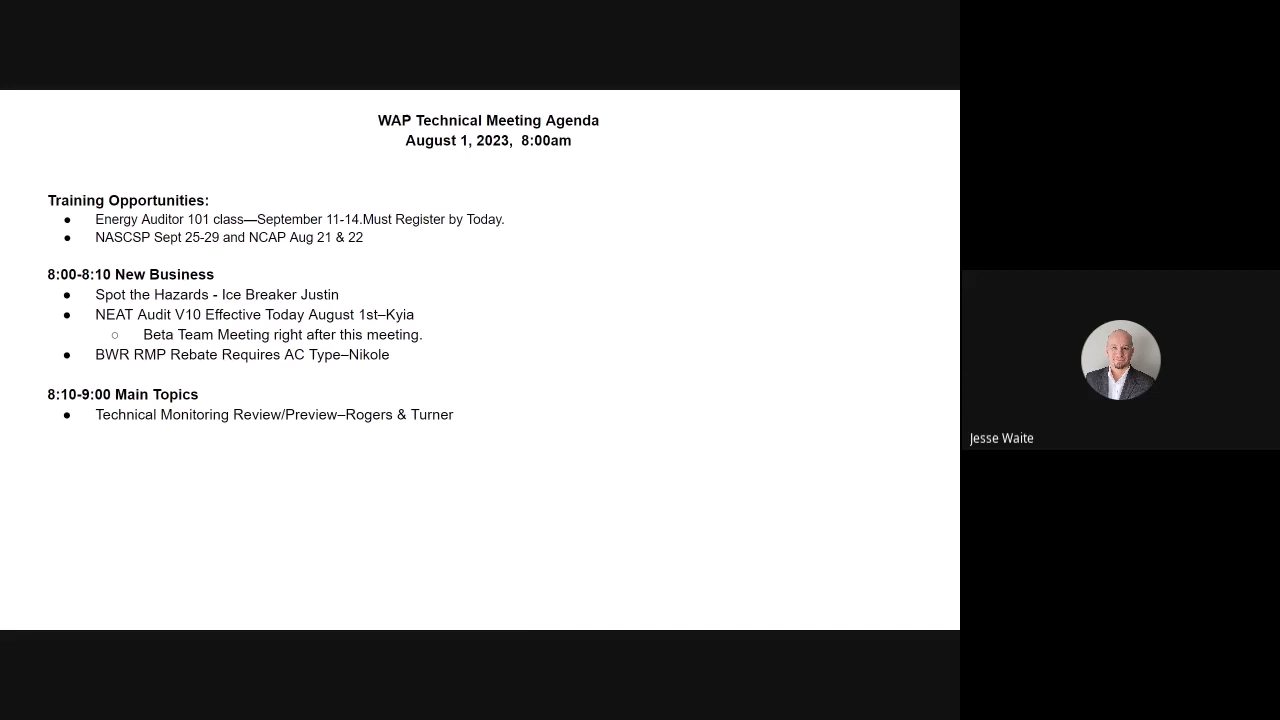 WAP Technical Meeting Agenda
August 1, 2023,  8:00am
Training Opportunities:
● Energy Auditor 101 class—September 11-14.Must Register by Today.
● NASCSP Sept 25-29 and NCAP Aug 21 & 22
8:00-8:10 New Business
● Spot the Hazards - Ice Breaker Justin
● NEAT Audit V10 Effective Today August 1st–Kyia
○ Beta Team Meeting right after this meeting.
● BWR RMP Rebate Requires AC Type–Nikole
8:10-9:00 Main Topics
● Technical Monitoring Review/Preview–Rogers & Turner
Jesse Waite